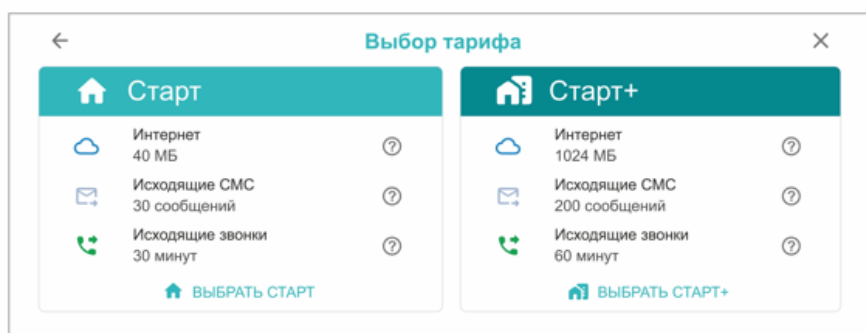 Выбор тарифа
Старт
Интернет
40 МБ
Исходящие СМС
30 сообщений
Исходящие звонки
30 минут
ВЫБРАТЬ СТАРТ
Старт+
Интернет
1024 МБ
Исходящие СМС
200 сообщений
Исходящие звонки
60 минут
ВЫБРАТЬ СТАРТ+